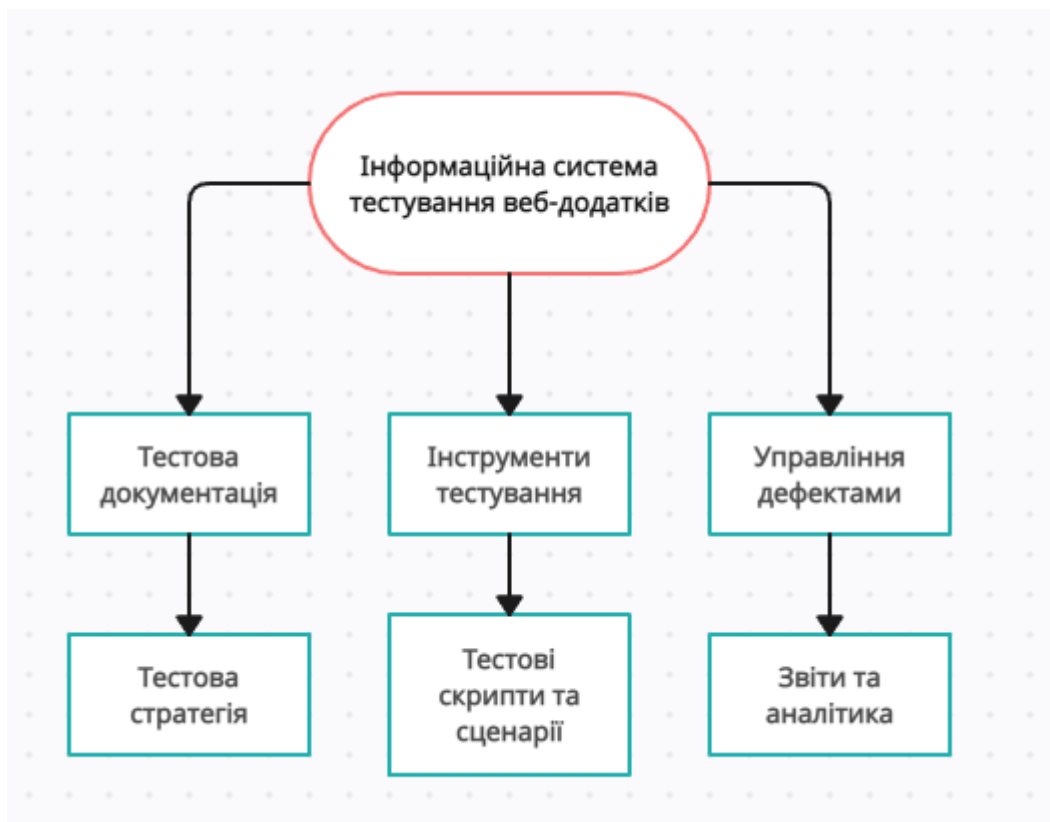 Інформаційна система
тестування веб-додатків
Тестова
документація
Інструменти
тестування
Управління
дефектами
Тестова
стратегія
Тестові
скрипти та
сценарії
Звіти та
аналітика